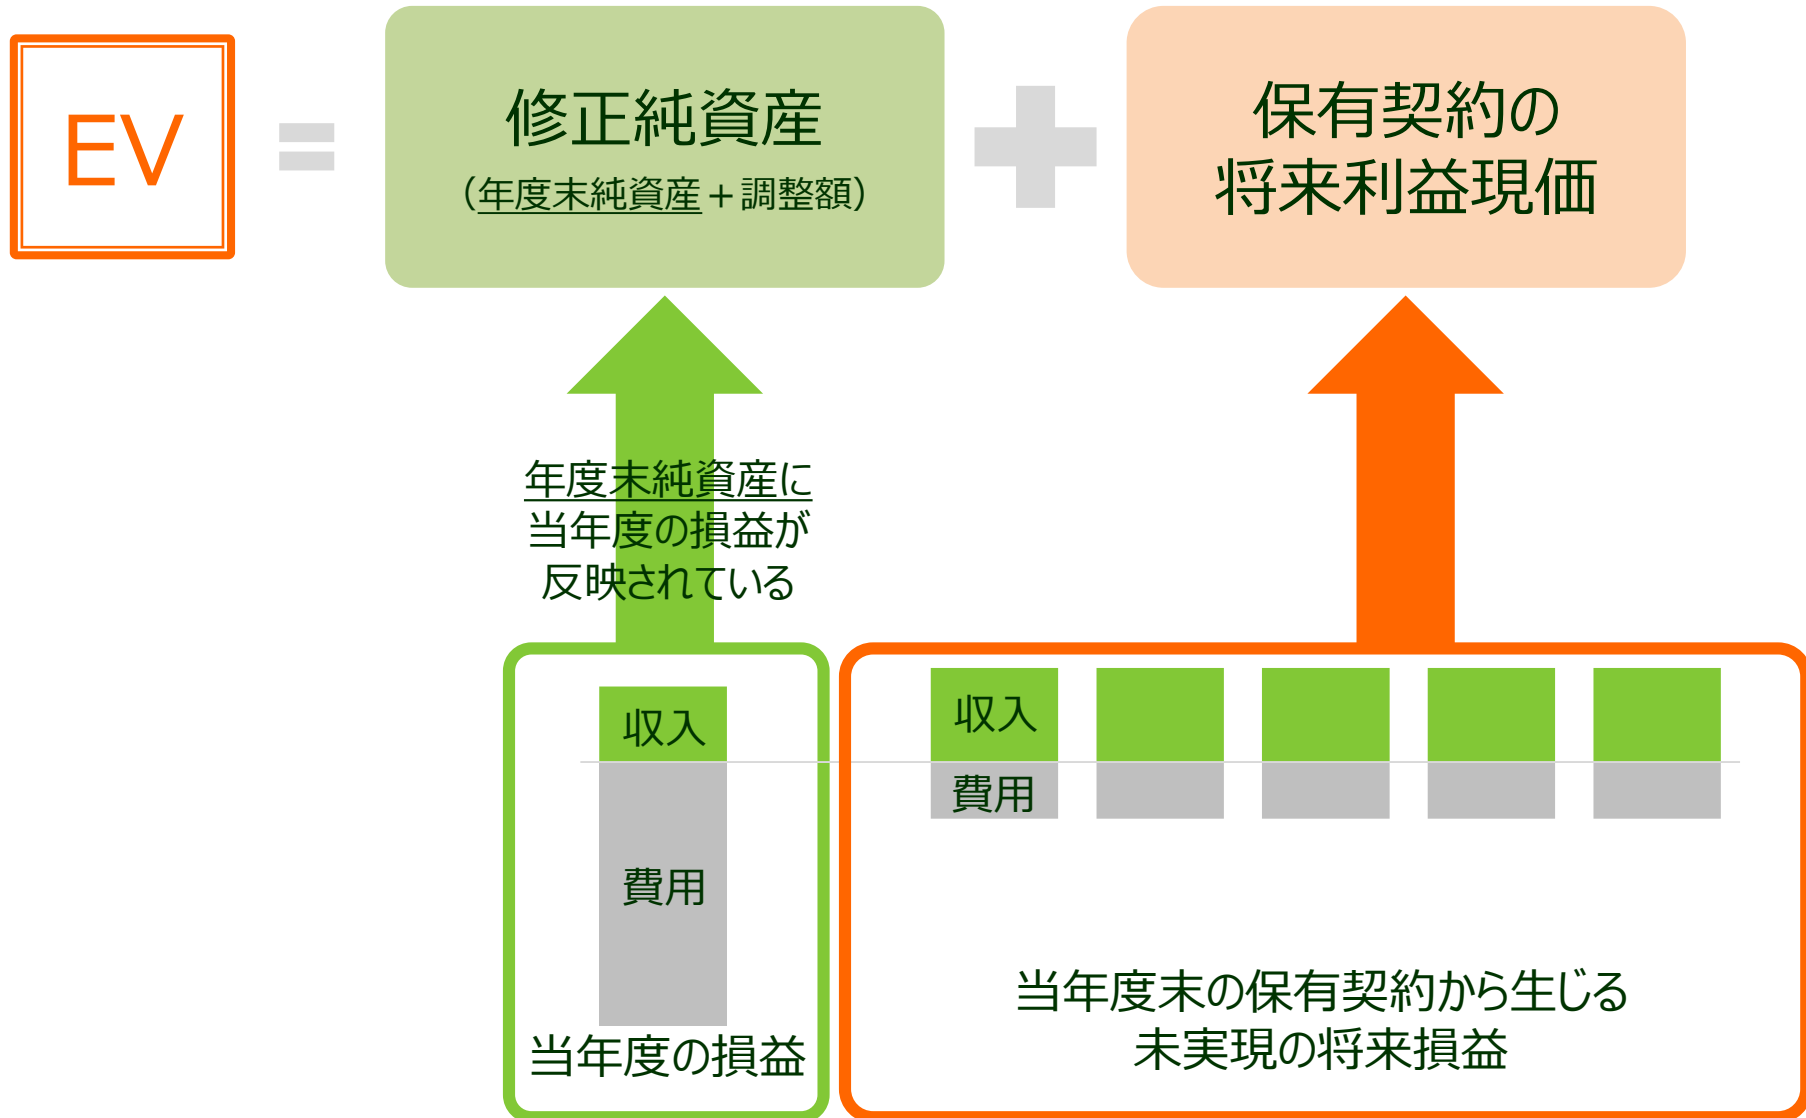 EV
=
修正純資産
（年度末純資産＋調整額）
+
保有契約の
将来利益現価
年度末純資産に
当年度の損益が
反映されている
収入
費用
当年度の損益
収入
費用
当年度末の保有契約から生じる
未実現の将来損益